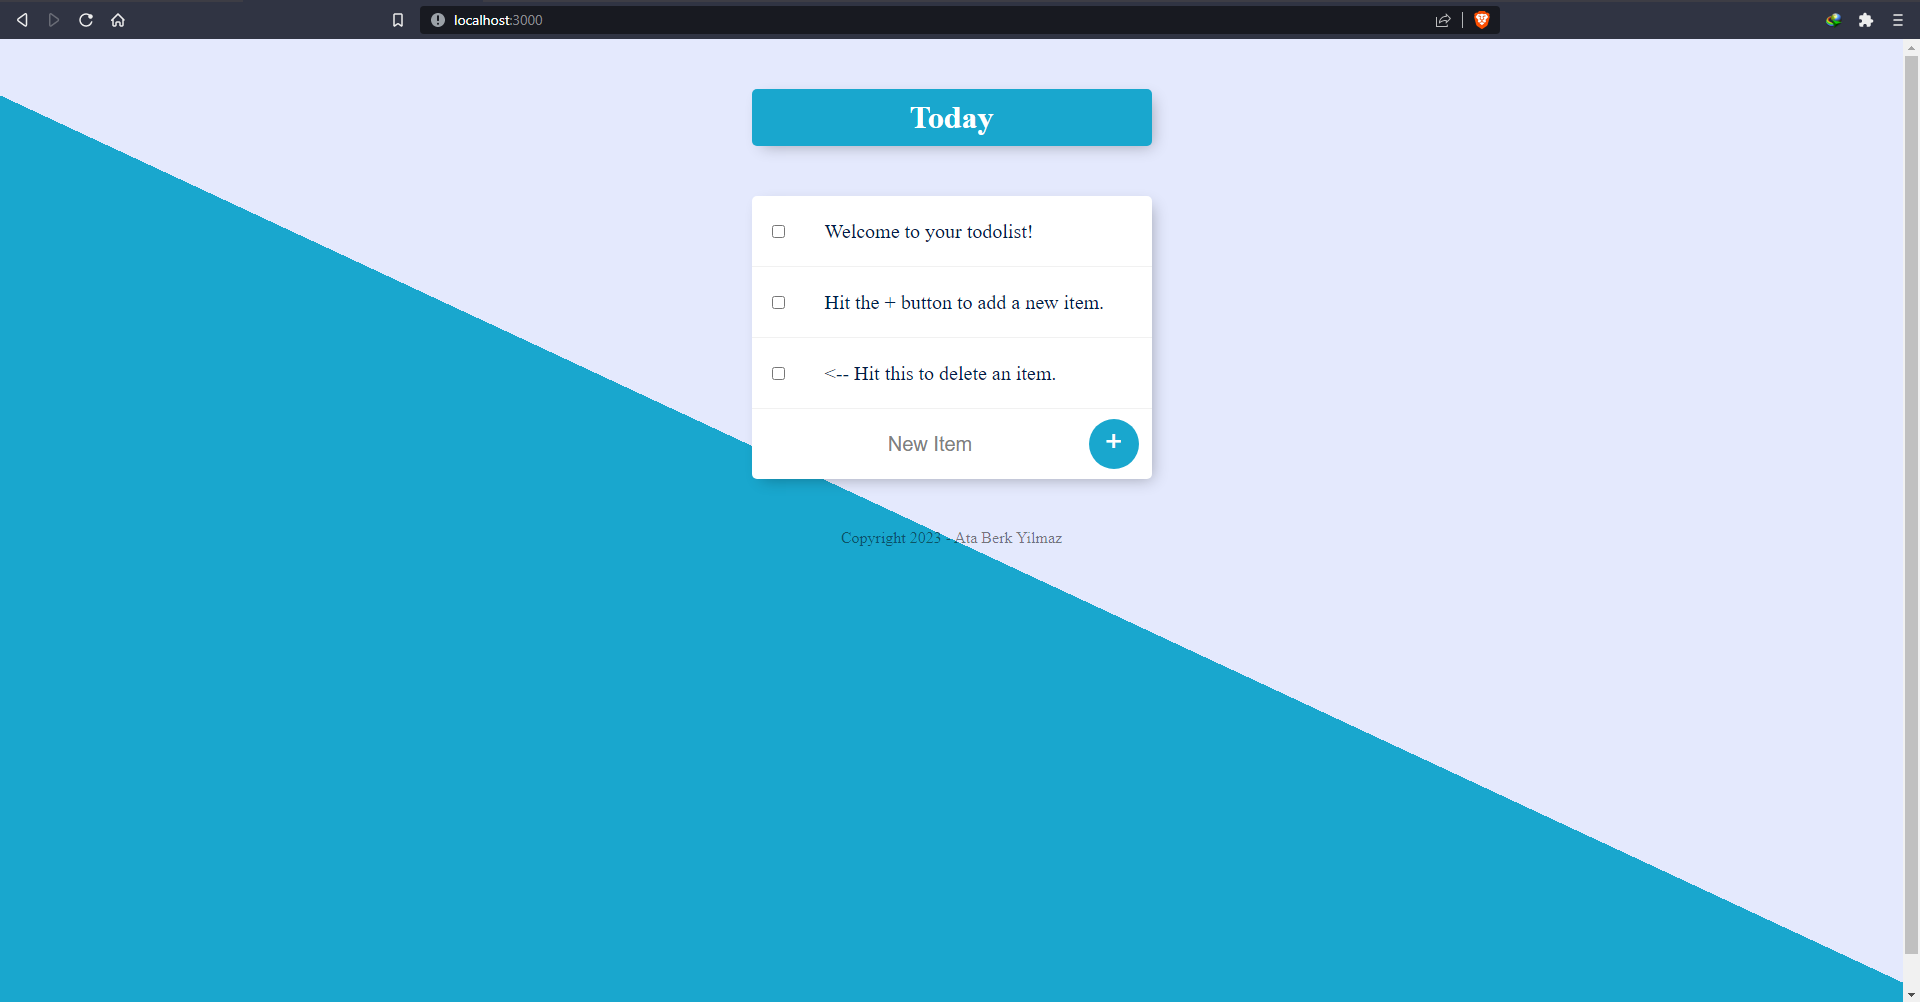 localhost:3000
Today
Welcome to your todolist!
Hit the + button to add a new item.
<-- Hit this to delete an item.
New Item
+
Copyright 2023 - Ata Berk Yilmaz